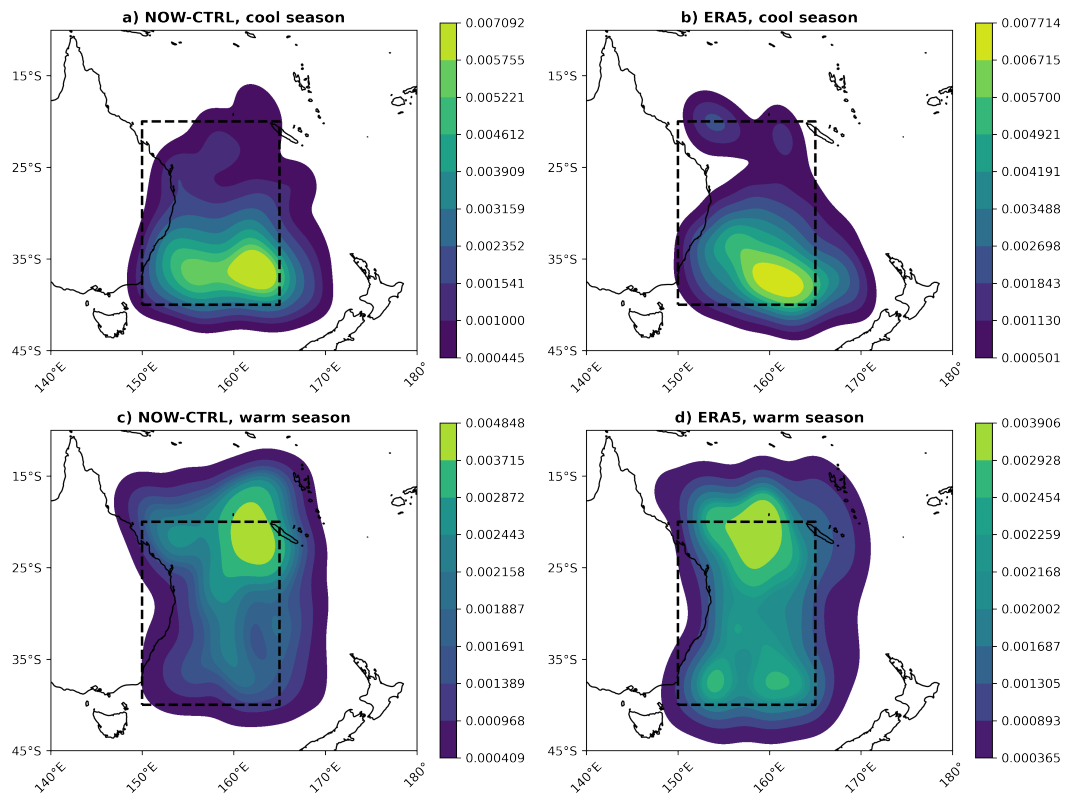 a) NOW-CTRL, cool season
15°S
25°S
35°S
45°S
140°E
150°E
160°E
170°E
180°
0.007092
0.005755
0.005221
0.004612
0.003909
0.003159
0.002352
0.001541
0.001000
0.000445
b) ERA5, cool season
15°S
25°S
35°S
45°S
140°E
150°E
160°E
170°E
180°
0.007714
0.006715
0.005700
0.004921
0.004191
0.003488
0.002698
0.001843
0.001130
0.000501
c) NOW-CTRL, warm season
15°S
25°S
35°S
45°S
140°E
150°E
160°E
170°E
180°
0.004848
0.003715
0.002872
0.002443
0.002158
0.001887
0.001691
0.001389
0.000968
0.000409
d) ERA5, warm season
15°S
25°S
35°S
45°S
140°E
150°E
160°E
170°E
180°
0.003906
0.002928
0.002454
0.002259
0.002168
0.002002
0.001687
0.001305
0.000893
0.000365